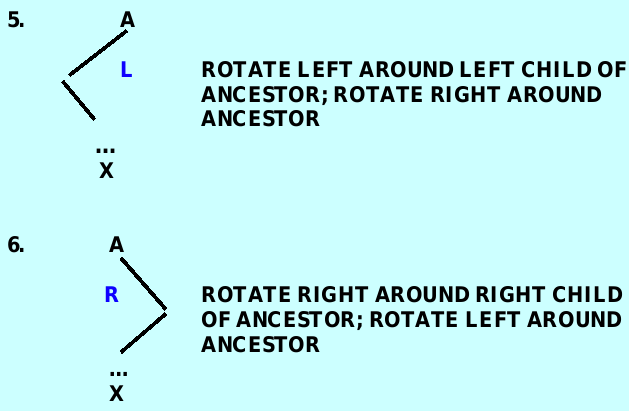 5.
A
L
ROTATE LEFT AROUND LEFT CHILD OF
ANCESTOR; ROTATE RIGHT AROUND
ANCESTOR
...
X
6.
A
R
ROTATE RIGHT AROUND RIGHT CHILD
OF ANCESTOR; ROTATE LEFT AROUND
ANCESTOR
...
X